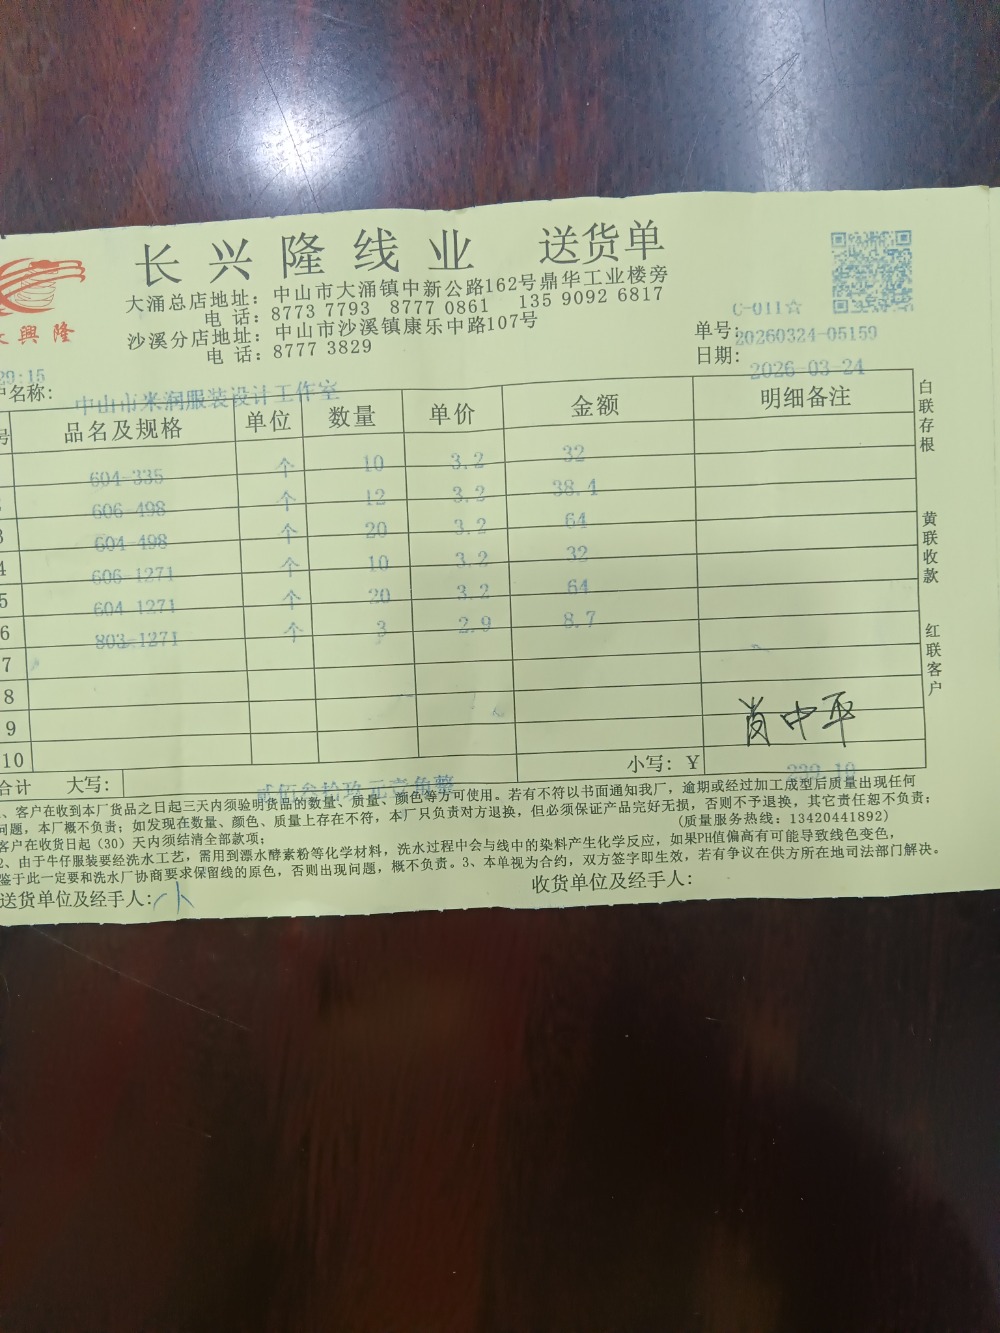 长兴隆线业 送货单
大涌总店地址：中山市大涌镇中新公路162号鼎华工业楼旁
电 话：8773 7793 8777 0861 135 9092 6817
沙溪分店地址：中山市沙溪镇康乐中路107号
电 话：8777 3829
興隆
C-011☆
单号：20260324-05159
日期：2026-03-24
29:15
户名称：中山市米润服装设计工作室
号 品名及规格 单位 数量 单价 金额 明细备注
604-335 个 10 3.2 32
606-498 个 12 3.2 38.4
3 604-498 个 20 3.2 64
4 606-1271 个 10 3.2 32
5 604-1271 个 20 3.2 64
6 803-1271 个 3 2.9 8.7
7
8
9
10
肖中平
合计 大写：贰佰叁拾玖元壹角整 小写：￥239.10
、客户在收到本厂货品之日起三天内须验明货品的数量、质量、颜色等方可使用。若有不符以书面通知我厂，逾期或经过加工成型后质量出现任何
问题，本厂概不负责；如发现在数量、颜色、质量上存在不符，本厂只负责对方退换，但必须保证产品完好无损，否则不予退换，其它责任恕不负责；
客户在收货日起（30）天内须结清全部款项； (质量服务热线：13420441892)
2、由于牛仔服装要经洗水工艺，需用到漂水酵素粉等化学材料，洗水过程中会与线中的染料产生化学反应，如果PH值偏高有可能导致线色变色，
鉴于此一定要和洗水厂协商要求保留线的原色，否则出现问题，概不负责。3、本单视为合约，双方签字即生效，若有争议在供方所在地司法部门解决。
送货单位及经手人： 收货单位及经手人：
白联存根
黄联收款
红联客户